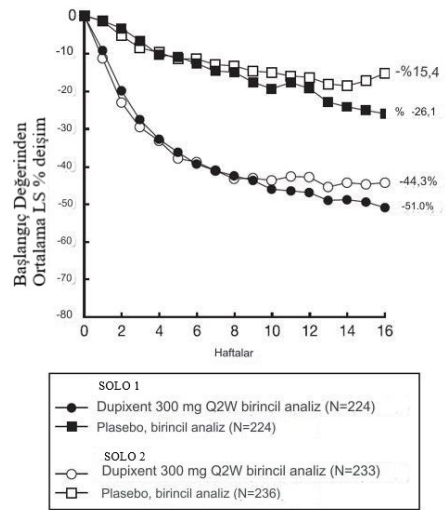 Başlangıç Değerinden
Ortalama LS % deişim
0
-10
-20
-30
-40
-50
-60
-70
-80
-%15,4
% -26,1
-44,3%
-51.0%
0 2 4 6 8 10 12 14 16
Haftalar
SOLO 1
Dupixent 300 mg Q2W birincil analiz (N=224)
Plasebo, birincil analiz (N=224)
SOLO 2
Dupixent 300 mg Q2W birincil analiz (N=233)
Plasebo, birincil analiz (N=236)